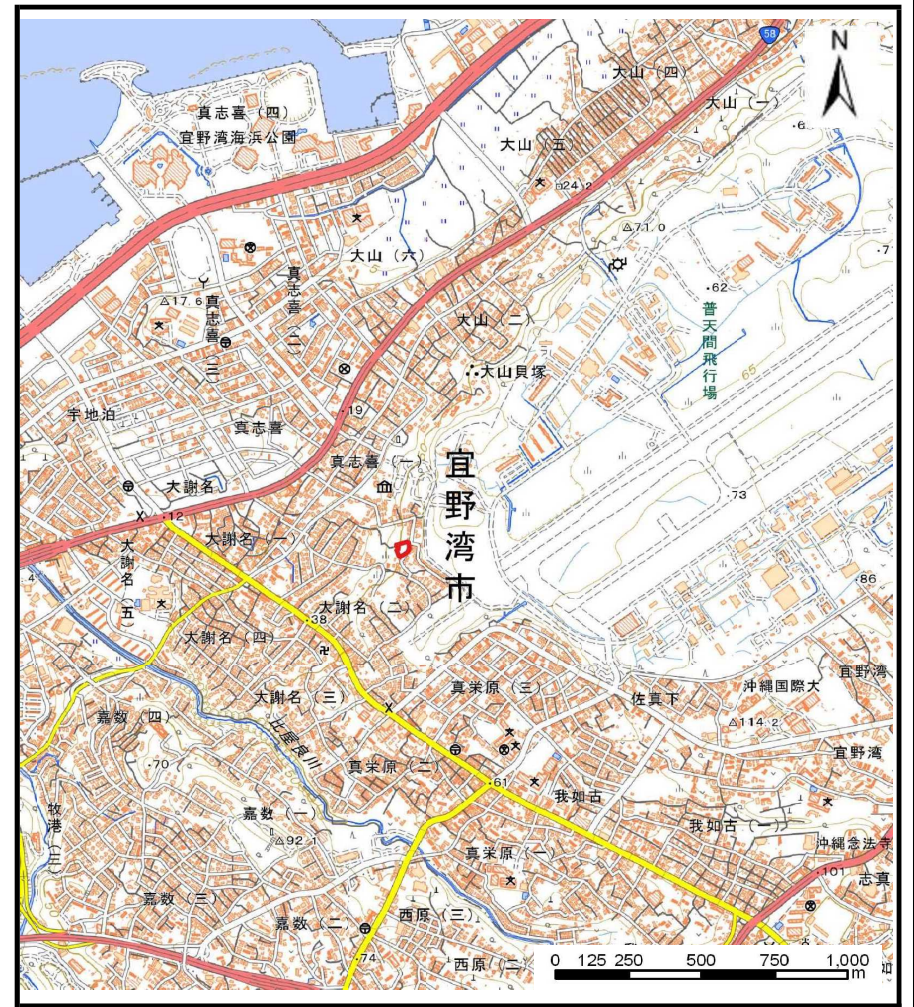 58
N
大山（四）
真志喜（四）
宜野湾海浜公園
大山（一）
大山（五）
24.2
71.0
大山（六）
62
真志喜（二）
17.6
真志喜（三）
普天間飛行場
大山（二）
65
大山貝塚
19
宇地泊
真志喜
真志喜（一）
宜野湾市
大謝名
73
12
大謝名（一）
大謝名（五）
4
86
大謝名（二）
38
大謝名（四）
宜野湾
真栄原（三）
沖縄国際大
大謝名（三）
佐真下
嘉数（四）
114.2
比屋良川
宜野湾
70
真栄原（二）
61
我如古
牧港（三）
嘉数（一）
我如古（一）
92.1
沖縄念法寺
真栄原（一）
101
志真
嘉数（三）
西原（三）
嘉数（二）
74
西原（二
0 125 250 500 750 1,000
m
如